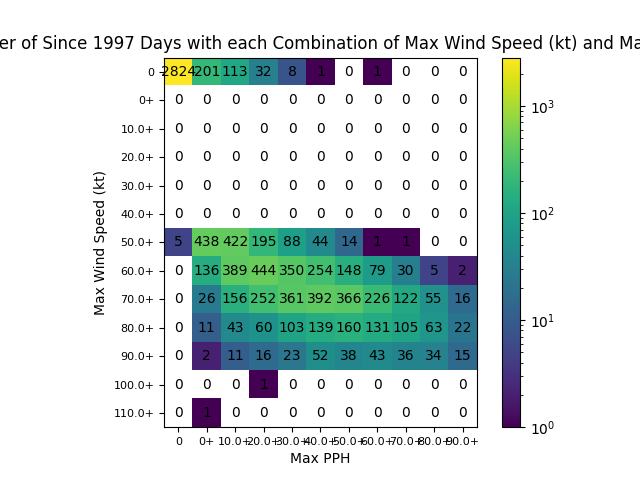 er of Since 1997 Days with each Combination of Max Wind Speed (kt) and Ma
0 2824 201 113 32 8 1 0 1 0 0 0
0+ 0 0 0 0 0 0 0 0 0 0 0
10.0+ 0 0 0 0 0 0 0 0 0 0 0
20.0+ 0 0 0 0 0 0 0 0 0 0 0
30.0+ 0 0 0 0 0 0 0 0 0 0 0
40.0+ 0 0 0 0 0 0 0 0 0 0 0
50.0+ 5 438 422 195 88 44 14 1 1 0 0
60.0+ 0 136 389 444 350 254 148 79 30 5 2
70.0+ 0 26 156 252 361 392 366 226 122 55 16
80.0+ 0 11 43 60 103 139 160 131 105 63 22
90.0+ 0 2 11 16 23 52 38 43 36 34 15
100.0+ 0 0 0 1 0 0 0 0 0 0 0
110.0+ 0 1 0 0 0 0 0 0 0 0 0
0 0+ 10.0+ 20.0+ 30.0+ 40.0+ 50.0+ 60.0+ 70.0+ 80.0+ 90.0+
Max PPH
Max Wind Speed (kt)
10³
10²
10¹
10⁰